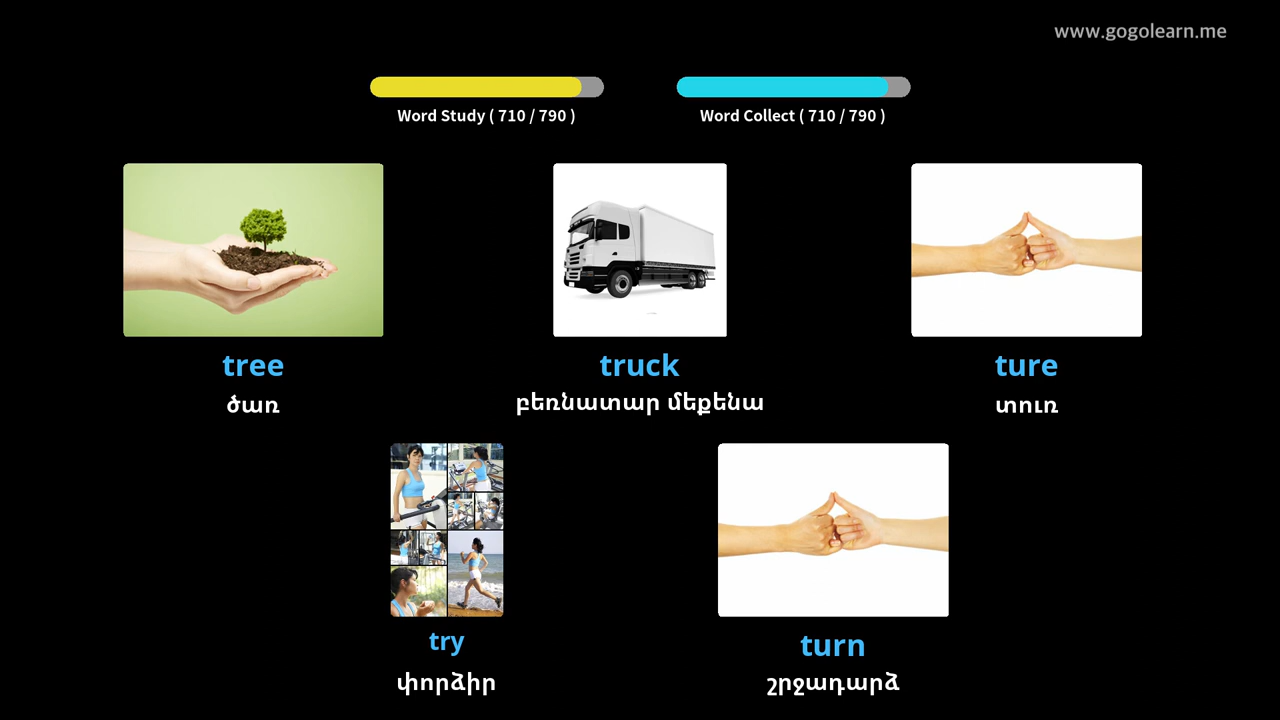 www.gogolearn.me
Word Study ( 710 / 790 )
Word Collect ( 710 / 790 )
tree
ծառ
truck
բեռնատար մեքենա
ture
տուռ
try
փորձիր
turn
շրջադարձ